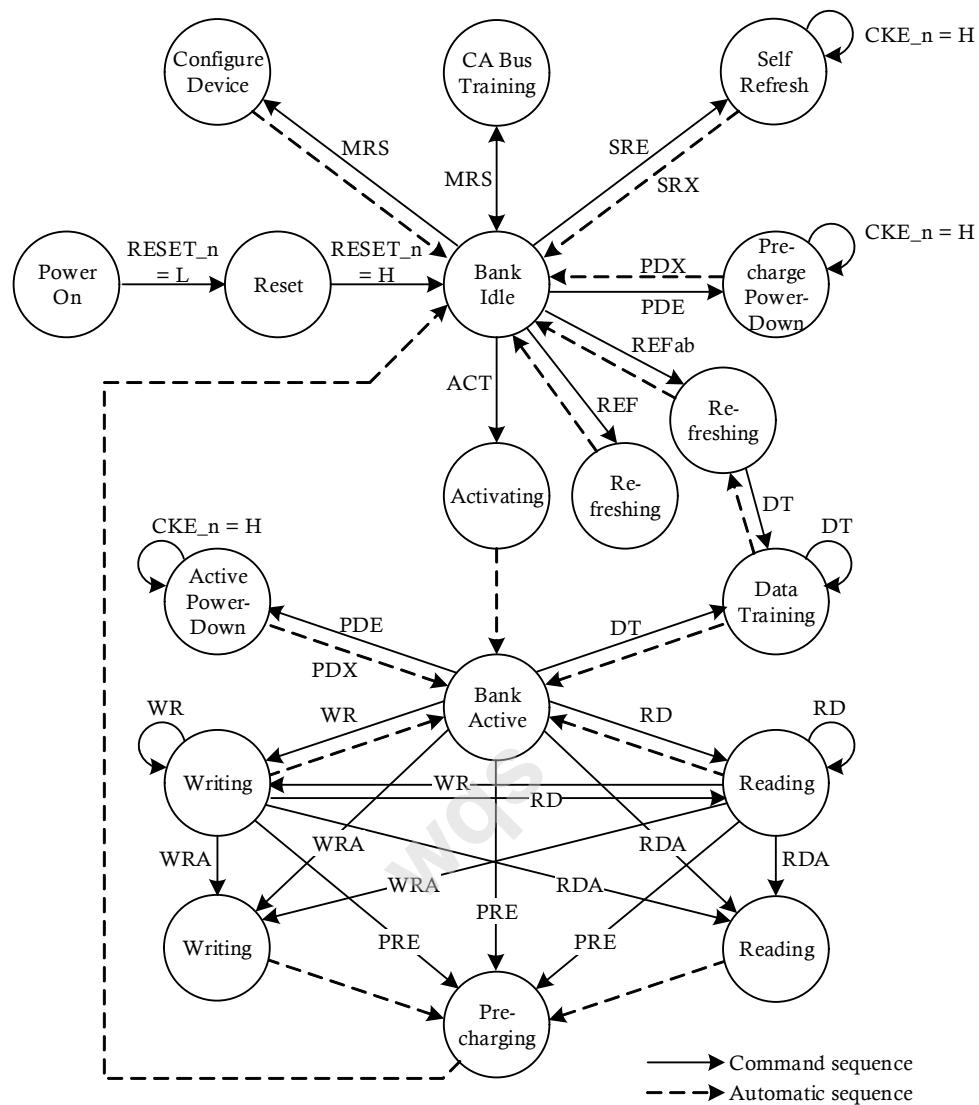 Configure
Device
CA Bus
Training
Self
Refresh
CKE_n = H
MRS
MRS
SRE
SRX
Power
On
RESET_n
= L
Reset
RESET_n
= H
Bank
Idle
PDX
PDE
Pre-
charge
Power-
Down
CKE_n = H
REFab
ACT
REF
Re-
freshing
Activating
Re-
freshing
DT
CKE_n = H
DT
Active
Power-
Down
PDE
PDX
DT
Data
Training
Bank
Active
WR
WR
RD
RD
Writing
WR
RD
Reading
WRA
WRA
WRA
RDA
RDA
RDA
Writing
PRE
PRE
PRE
Reading
Pre-
charging
wqs
Command sequence
Automatic sequence